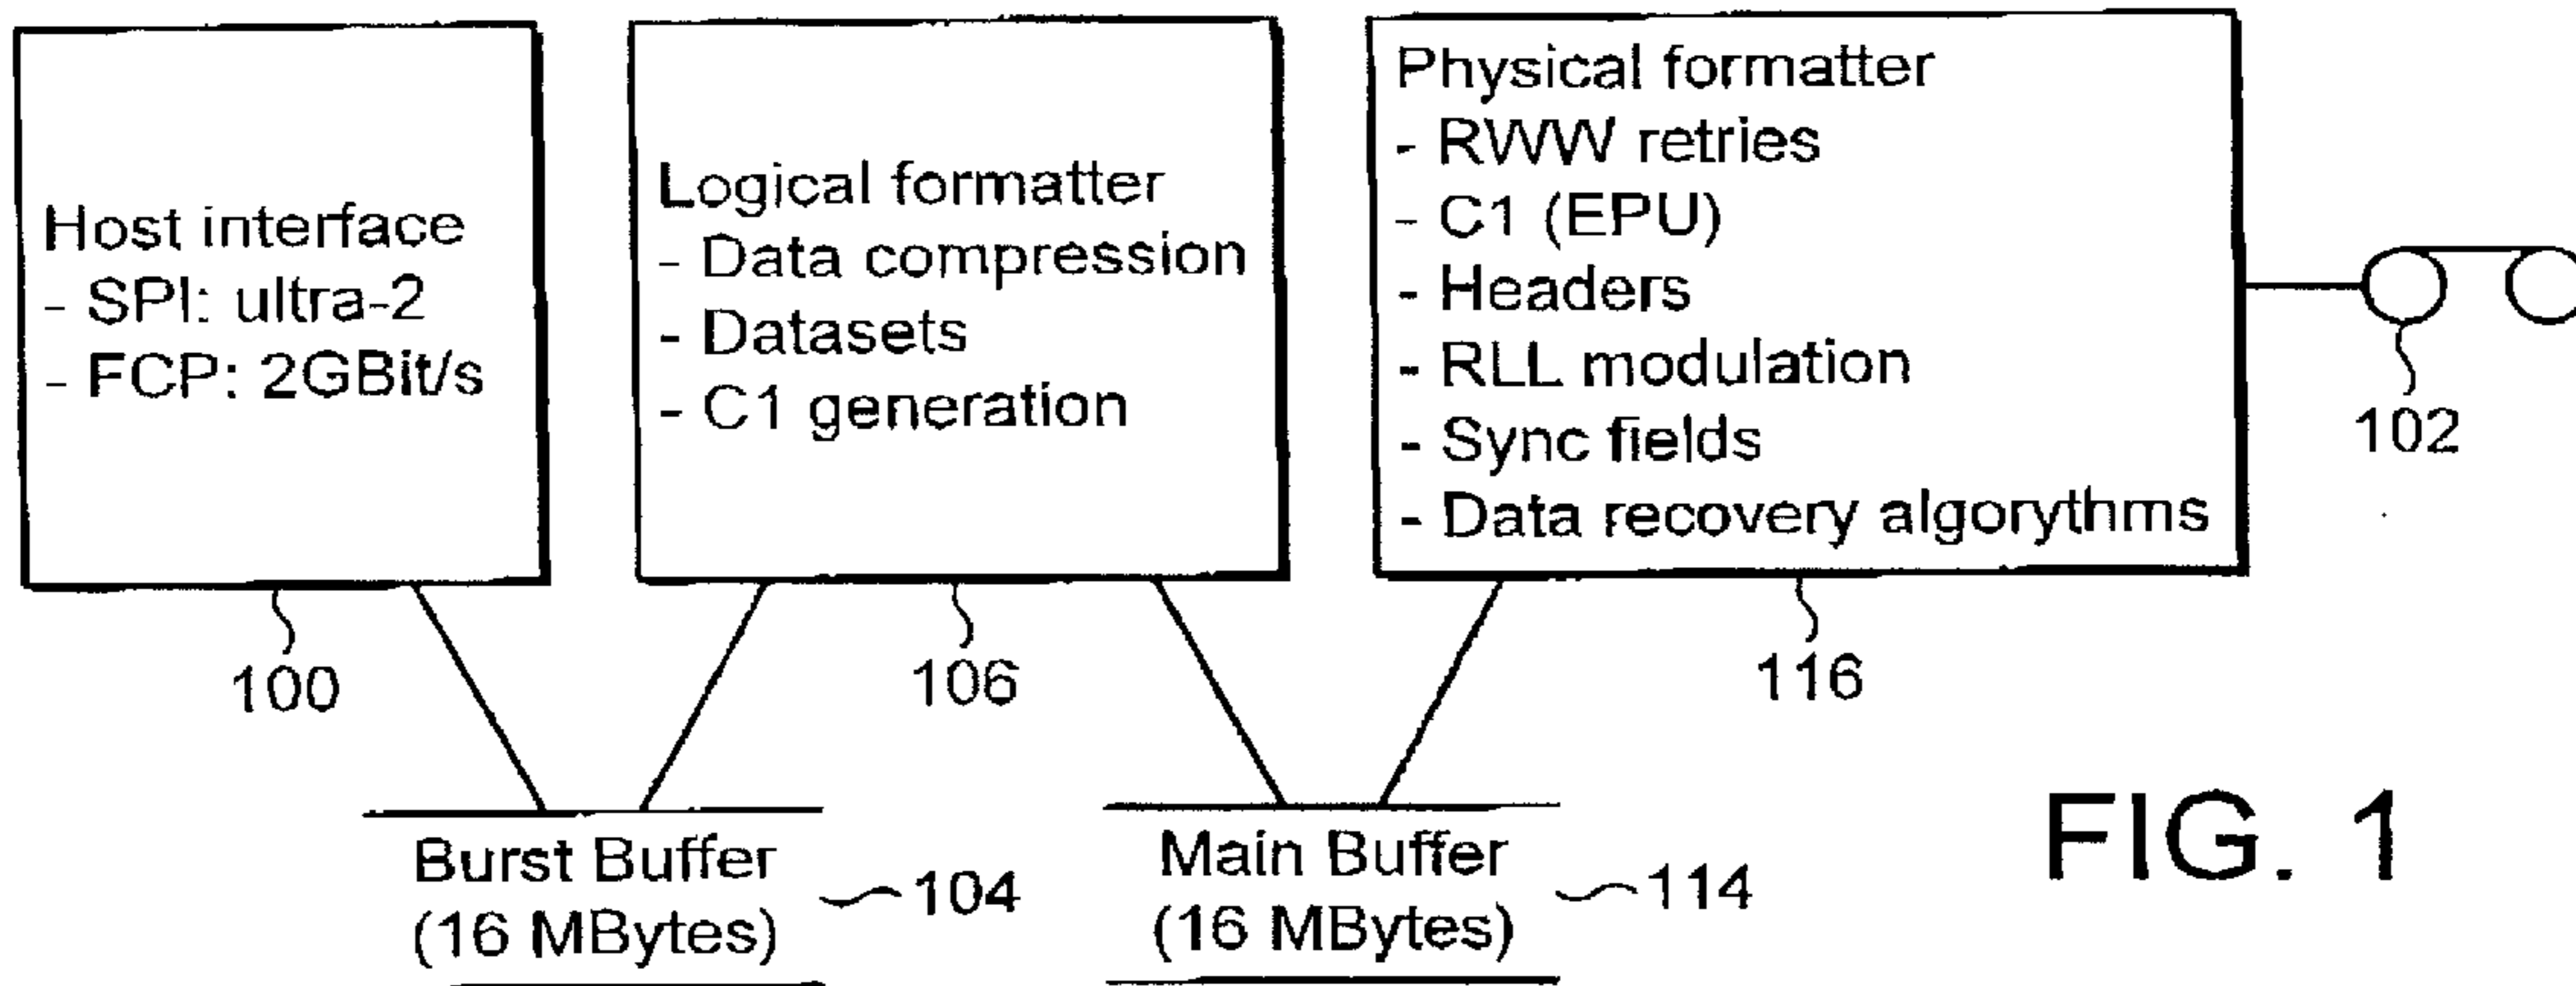 Host interface
- SPI: ultra-2
- FCP: 2GBit/s
100
Logical formatter
- Data compression
- Datasets
- C1 generation
106
Physical formatter
- RWW retries
- C1 (EPU)
- Headers
- RLL modulation
- Sync fields
- Data recovery algorythms
116
102
Burst Buffer
(16 MBytes)
104
Main Buffer
(16 MBytes)
114
FIG. 1